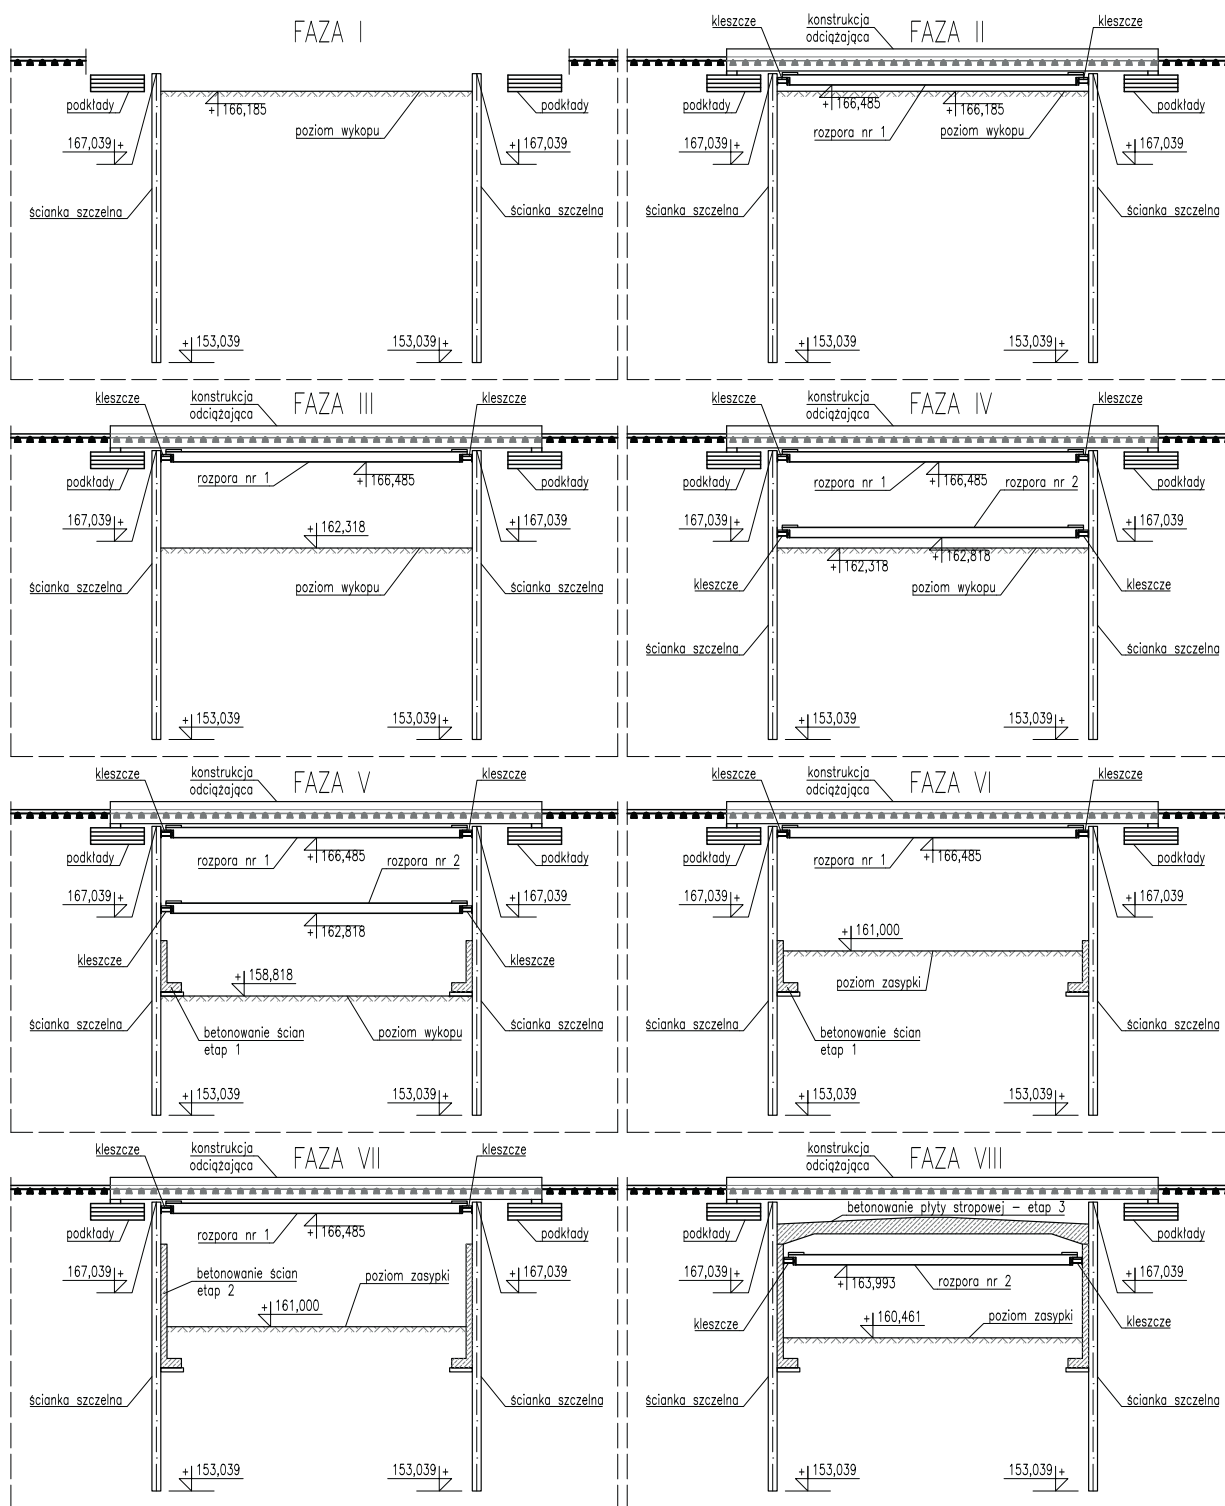 FAZA I
podkłady
podkłady
+ 166,185
poziom wykopu
167,039 +
+ 167,039
ścianka szczelna
ścianka szczelna
+ 153,039
153,039 +
kleszcze
konstrukcja
odciążająca
FAZA II
kleszcze
podkłady
podkłady
+ 166,485
+ 166,185
rozpora nr 1
poziom wykopu
167,039 +
+ 167,039
ścianka szczelna
ścianka szczelna
+ 153,039
153,039 +
kleszcze
konstrukcja
odciążająca
FAZA III
kleszcze
podkłady
rozpora nr 1
+ 166,485
podkłady
167,039 +
+ 162,318
+ 167,039
ścianka szczelna
poziom wykopu
ścianka szczelna
+ 153,039
153,039 +
kleszcze
konstrukcja
odciążająca
FAZA IV
kleszcze
podkłady
rozpora nr 1
+ 166,485
rozpora nr 2
podkłady
167,039 +
+ 167,039
+ 162,318
+ 162,818
kleszcze
poziom wykopu
kleszcze
ścianka szczelna
ścianka szczelna
+ 153,039
153,039 +
kleszcze
konstrukcja
odciążająca
FAZA V
kleszcze
podkłady
rozpora nr 1
+ 166,485
rozpora nr 2
podkłady
167,039 +
+ 167,039
+ 162,818
kleszcze
kleszcze
+ 158,818
ścianka szczelna
betonowanie ścian
etap 1
poziom wykopu
ścianka szczelna
+ 153,039
153,039 +
kleszcze
konstrukcja
odciążająca
FAZA VI
kleszcze
podkłady
rozpora nr 1
+ 166,485
podkłady
167,039 +
+ 167,039
+ 161,000
poziom zasypki
ścianka szczelna
betonowanie ścian
etap 1
ścianka szczelna
+ 153,039
153,039 +
kleszcze
konstrukcja
odciążająca
FAZA VII
kleszcze
podkłady
rozpora nr 1
+ 166,485
podkłady
167,039 +
betonowanie ścian
etap 2
poziom zasypki
+ 167,039
+ 161,000
ścianka szczelna
ścianka szczelna
+ 153,039
153,039 +
konstrukcja
odciążająca
FAZA VIII
betonowanie płyty stropowej – etap 3
podkłady
podkłady
167,039 +
+ 163,993
rozpora nr 2
+ 167,039
kleszcze
+ 160,461
poziom zasypki
kleszcze
ścianka szczelna
ścianka szczelna
+ 153,039
153,039 +